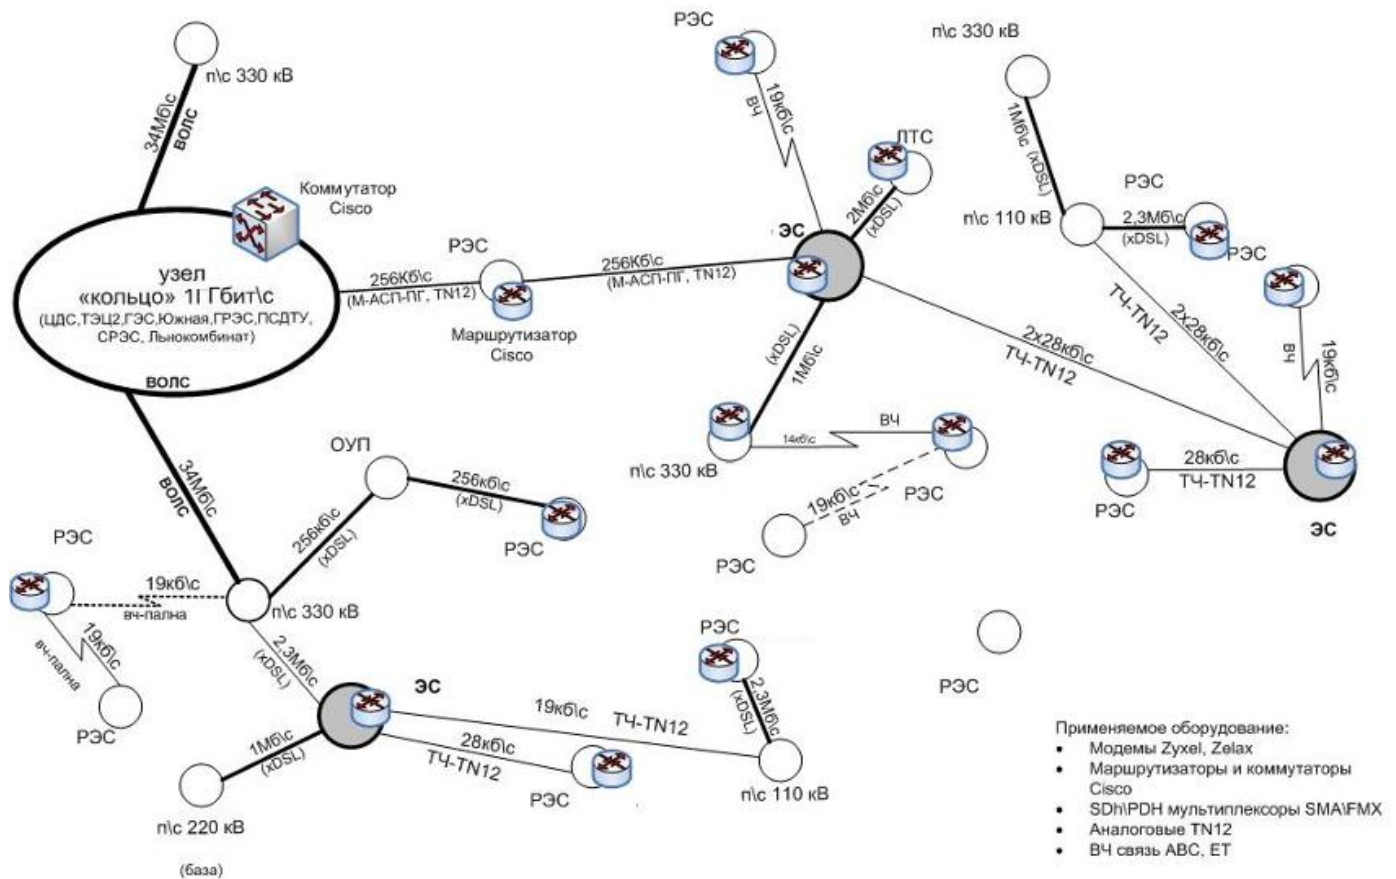 РЭС
п\с 330 кВ
п\с 330 кВ
34Мб\с
ВОЛС
19кб\с
ВЧ
ЛТС
1Мб\с (xDSL)
РЭС
Коммутатор
Cisco
2Мб\с
(xDSL)
п\с 110 кВ
2,3Мб\с
(xDSL)
РЭС
ЭС
РЭС
узел
«кольцо» 1Г Гбит\с
(ЦДС,ТЭЦ2,ГЭС,Южная,ГРЭС,ПСДТУ,
СРЭС, Льнокомбинат)
ВОЛС
256Кб\с
(М-АСП-ПГ, TN12)
256Кб\с
(М-АСП-ПГ, TN12)
Маршрутизатор
Cisco
(xDSL)
1Мб\с
2х28кб\с
ТЧ-TN12
2х28кб\с
ТЧ-TN12
ВЧ
19кб\с
34Мб\с
ВОЛС
ОУП
п\с 330 кВ
14кб\с
ВЧ
28кб\с
ТЧ-TN12
РЭС
ЭС
256кб\с
(xDSL)
256кб\с
(xDSL)
РЭС
19кб\с
ВЧ
РЭС
РЭС
РЭС
19кб\с
вч-пална
п\с 330 кВ
19кб\с
вч-пална
РЭС
2,3Мб\с
(xDSL)
ЭС
РЭС
2,3Мб\с
(xDSL)
РЭС
19кб\с
ТЧ-TN12
28кб\с
ТЧ-TN12
1Мб\с
(xDSL)
РЭС
п\с 110 кВ
п\с 220 кВ
(база)
Применяемое оборудование:
• Модемы Zyxel, Zelax
• Маршрутизаторы и коммутаторы
Cisco
• SDh\PDH мультиплексоры SMA\FMX
• Аналоговые TN12
• ВЧ связь ABC, ET